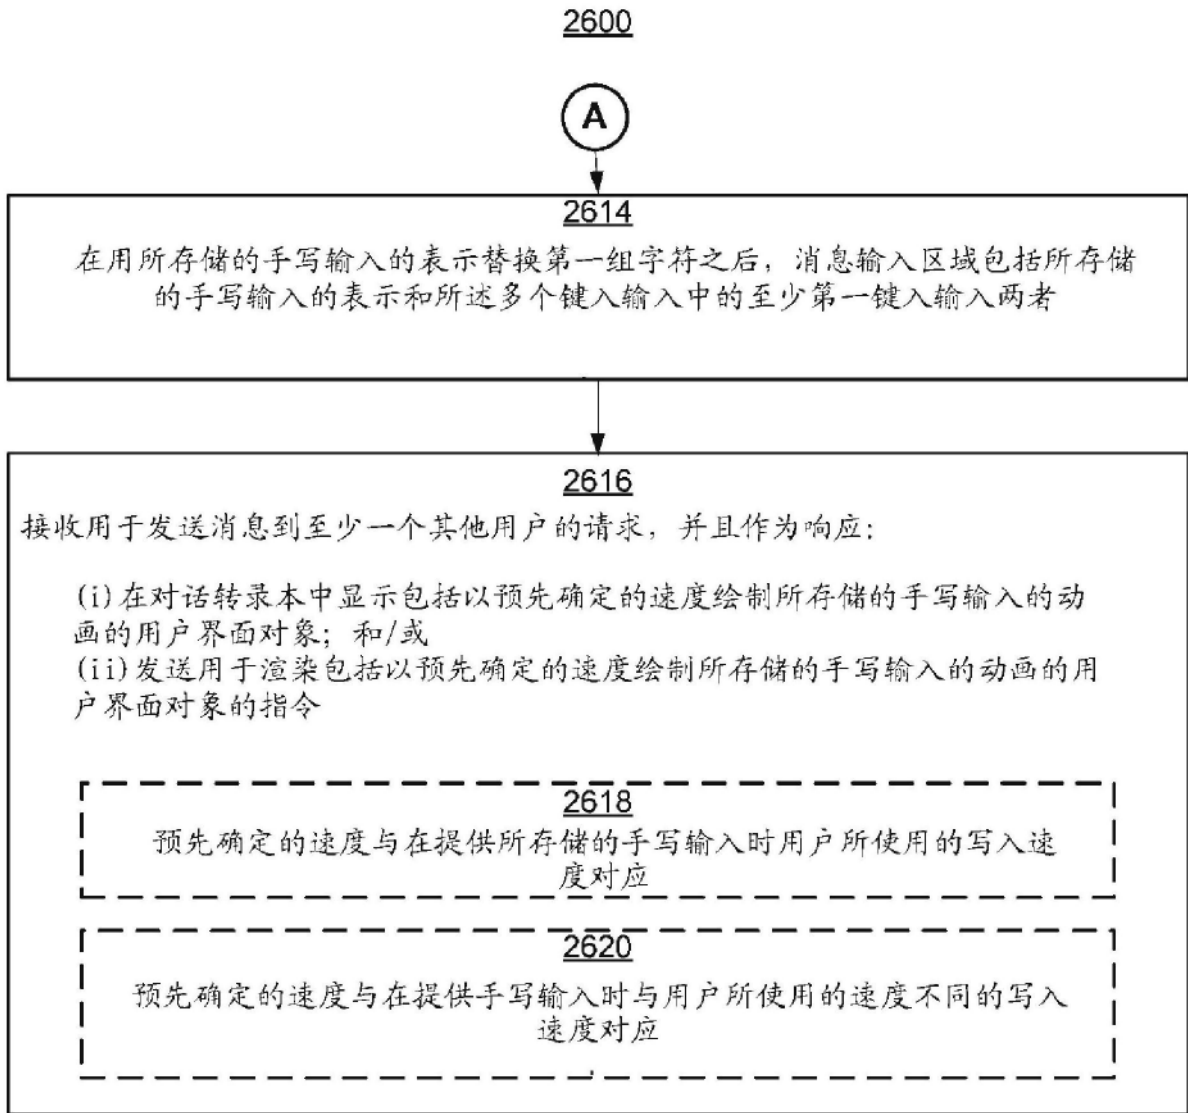 2600
A
2614
在用所存储的手写输入的表示替换第一组字符之后，消息输入区域包括所存储
的手写输入的表示和所述多个键入输入中的至少第一键入输入两者
2616
接收用于发送消息到至少一个其他用户的请求，并且作为响应：
(i)在对话转录本中显示包括以预先确定的速度绘制所存储的手写输入的动
画的用户界面对象；和/或
(ii)发送用于渲染包括以预先确定的速度绘制所存储的手写输入的动画的用
户界面对象的指令
2618
预先确定的速度与在提供所存储的手写输入时用户所使用的写入速
度对应
2620
预先确定的速度与在提供手写输入时与用户所使用的速度不同的写入
速度对应